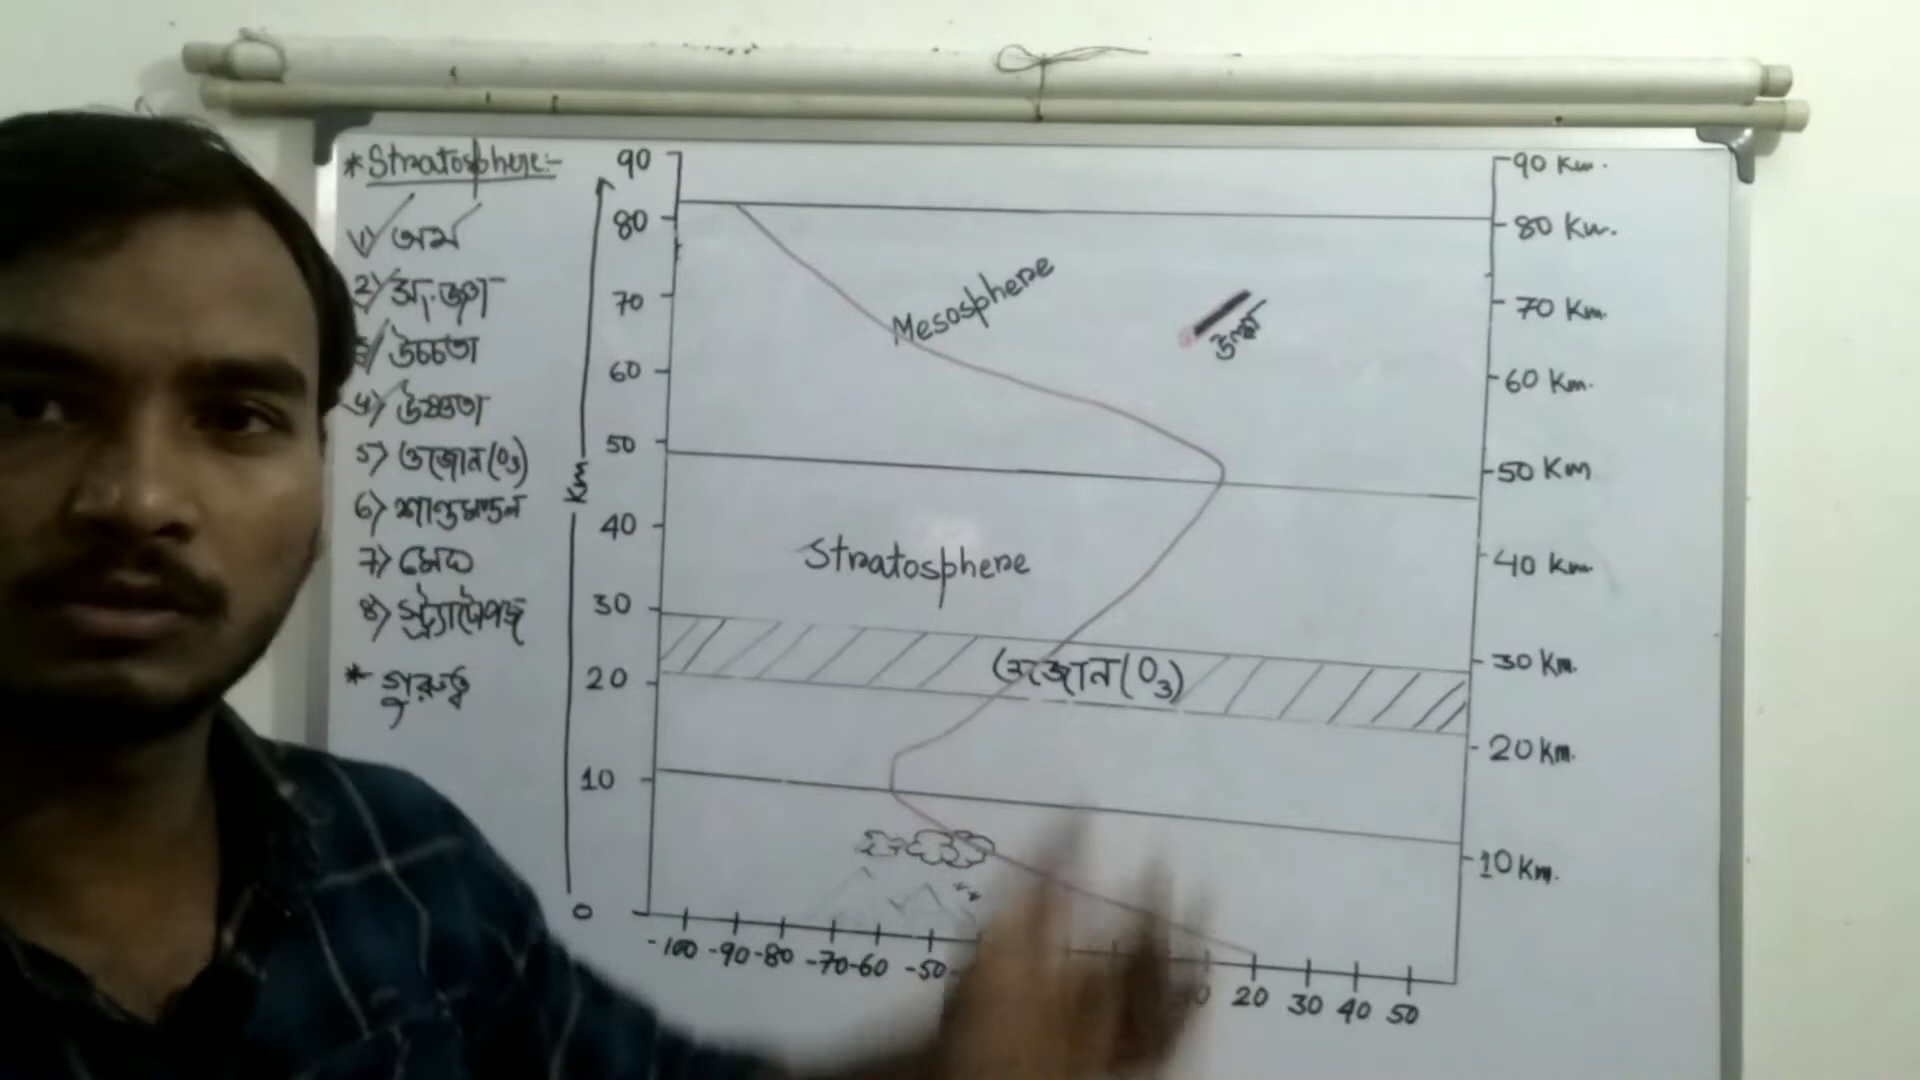 * Stratosphere:-
1) অর্থ
2) সংজ্ঞা
3) উচ্চতা
4) উষ্ণতা
5) ওজোন (O3)
6) শান্তমন্ডল
7) মেঘ
8) স্ট্র্যাটোপজ
* গুরুত্ব
Km
90
80
70
60
50
40
30
20
10
0
Mesosphere
উল্কা
Stratosphere
ওজোন (O3)
90 Km.
80 Km.
70 Km.
60 Km.
50 Km
40 Km
30 Km.
20 Km.
10 Km.
-100 -90 -80 -70 -60 -50 20 30 40 50